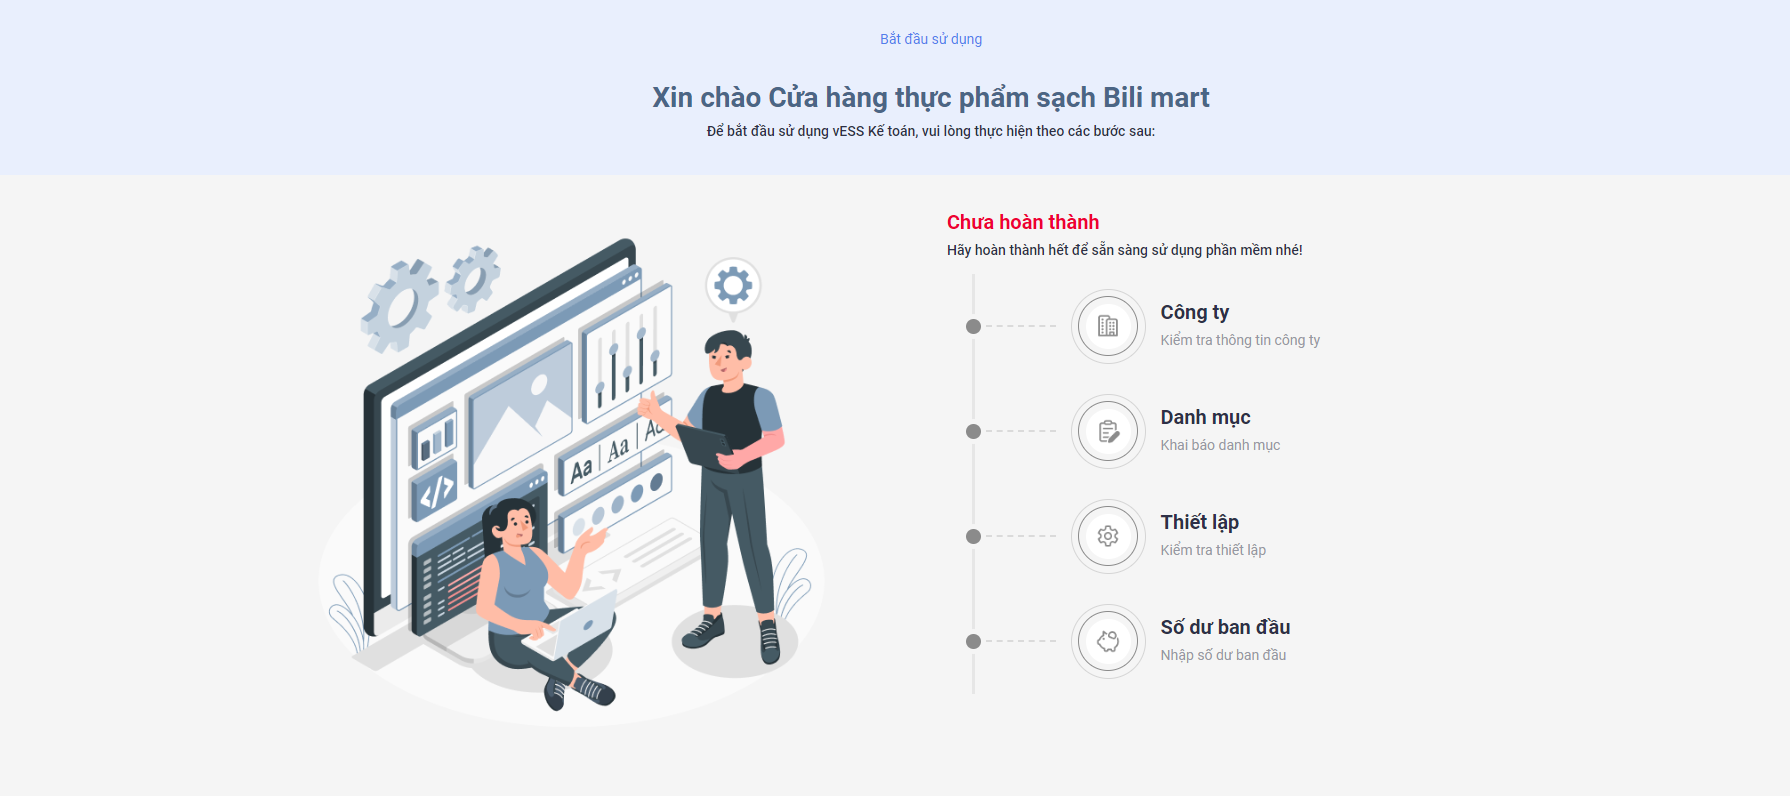 Bắt đầu sử dụng
Xin chào Cửa hàng thực phẩm sạch Bili mart
Để bắt đầu sử dụng vESS Kế toán, vui lòng thực hiện theo các bước sau:
Chưa hoàn thành
Hãy hoàn thành hết để sẵn sàng sử dụng phần mềm nhé!
Công ty
Kiểm tra thông tin công ty
Danh mục
Khai báo danh mục
Thiết lập
Kiểm tra thiết lập
Số dư ban đầu
Nhập số dư ban đầu
Aa | Aa | Aa